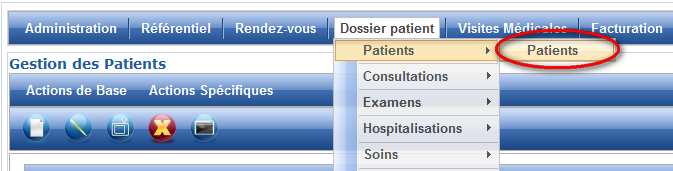 Administration Référentiel Rendez-vous Dossier patient Visites Médicales Facturation
Patients Patients
Gestion des Patients
Consultations
Actions de Base Actions Spécifiques
Examens
Hospitalisations
Soins